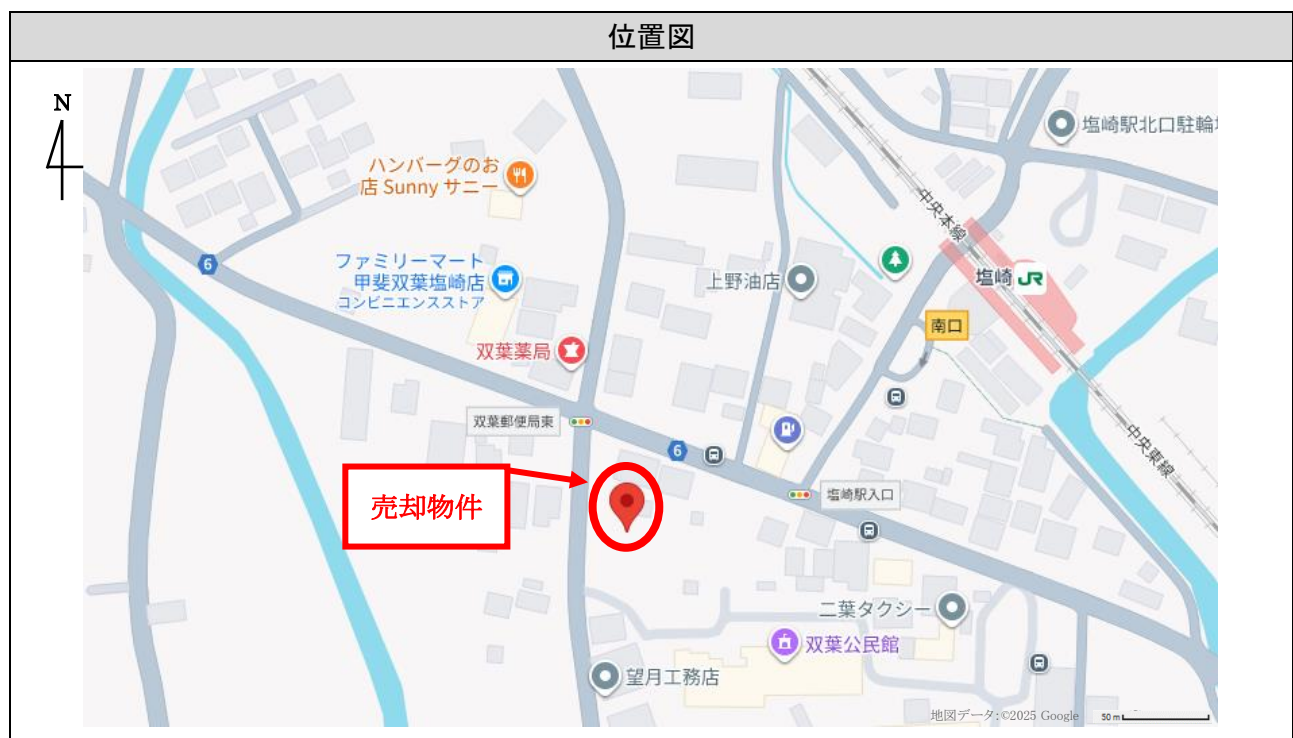 位置図
N
塩崎駅北口駐輪
ハンバーグのお
店 Sunny サニー
中央本線
6
ファミリーマート
甲斐双葉塩崎店
コンビニエンスストア
上野油店
塩崎 JR
南口
双葉薬局
双葉郵便局東
6
中央東線
売却物件
塩崎駅入口
二葉タクシー
双葉公民館
望月工務店
地図データ:©2025 Google
50 m